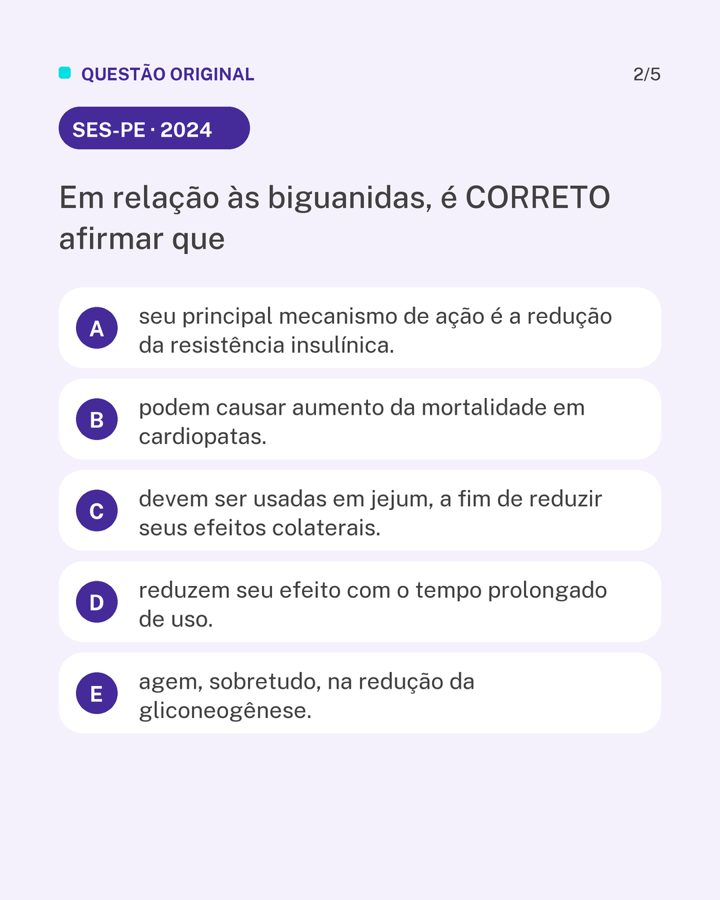 QUESTÃO ORIGINAL
2/5
SES-PE · 2024
Em relação às biguanidas, é CORRETO
afirmar que
A
seu principal mecanismo de ação é a redução
da resistência insulínica.
B
podem causar aumento da mortalidade em
cardiopatas.
C
devem ser usadas em jejum, a fim de reduzir
seus efeitos colaterais.
D
reduzem seu efeito com o tempo prolongado
de uso.
E
agem, sobretudo, na redução da
gliconeogênese.